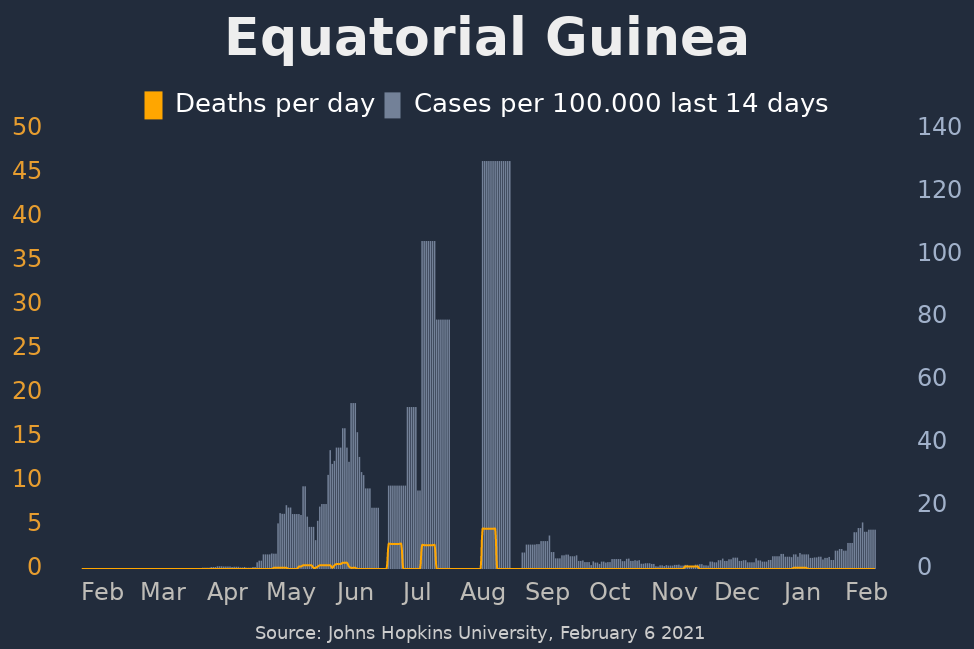 Equatorial Guinea
Deaths per day Cases per 100.000 last 14 days
50 140
45
40 120
35 100
30
25 80
20 60
15 40
10
5 20
0 0
Feb Mar Apr May Jun Jul Aug Sep Oct Nov Dec Jan Feb
Source: Johns Hopkins University, February 6 2021